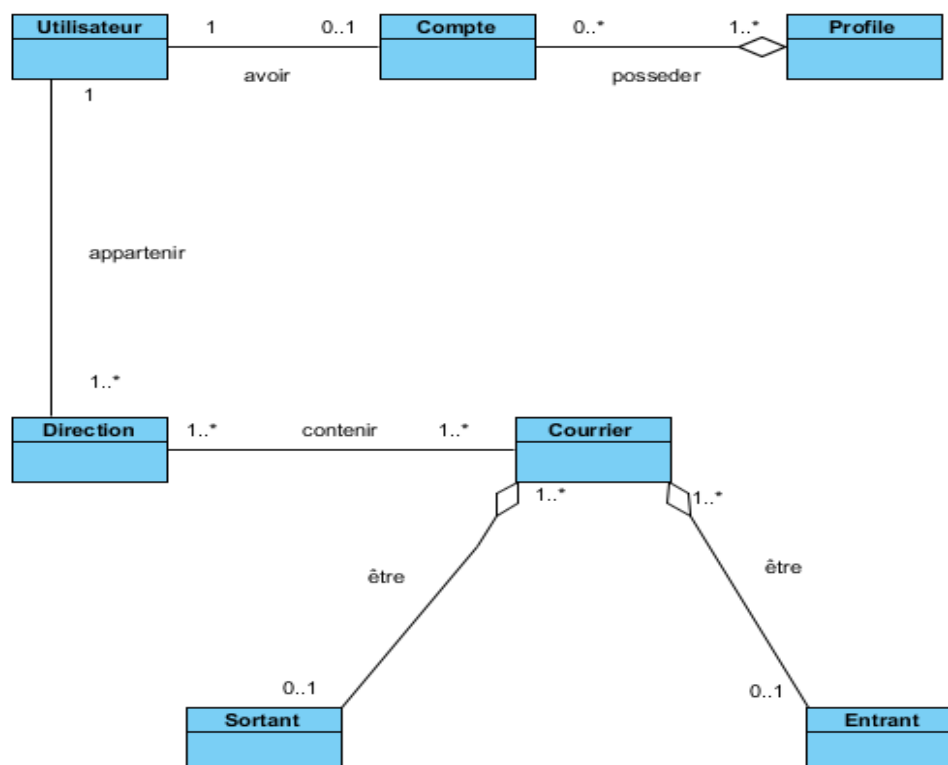 Utilisateur 1 0..1 Compte 0..* 1..* Profile
avoir posseder
1
appartenir
1..*
Direction 1..* contenir 1..* Courrier
1..* 1..*
être être
0..1 0..1
Sortant Entrant